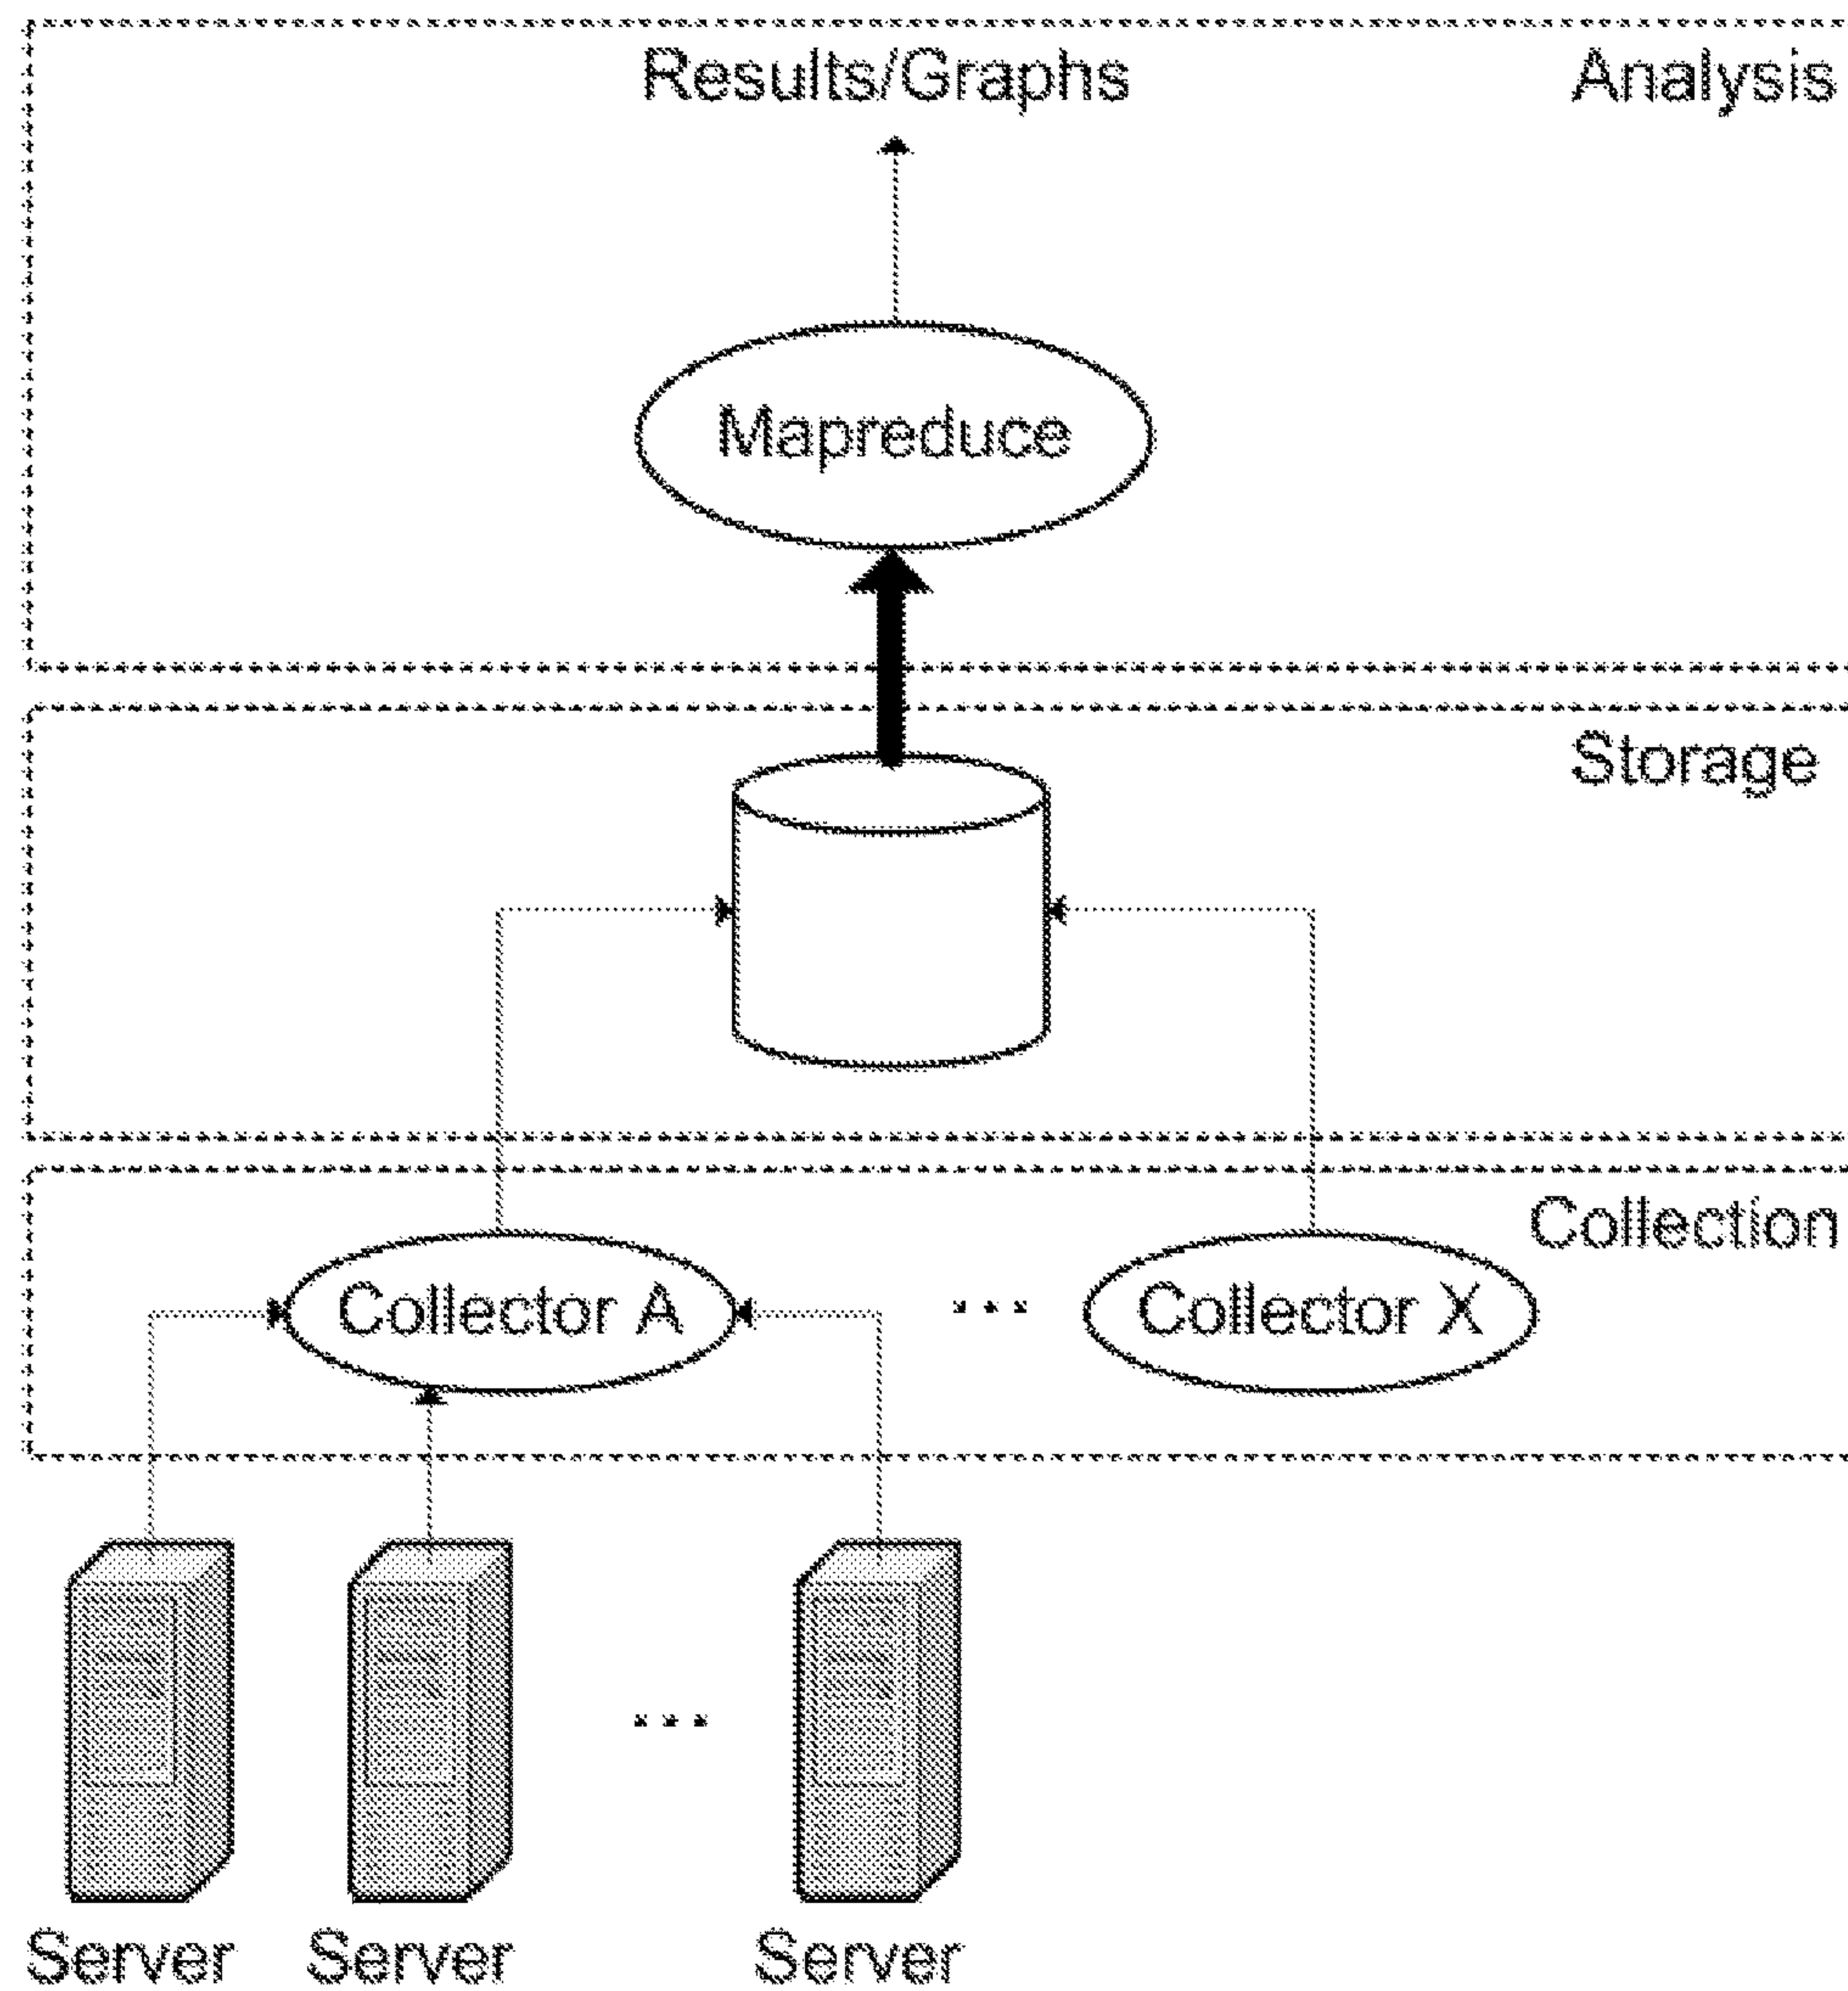 Results/Graphs
Analysis
Mapreduce
Storage
Collection
Collector A
...
Collector X
...
Server
Server
Server